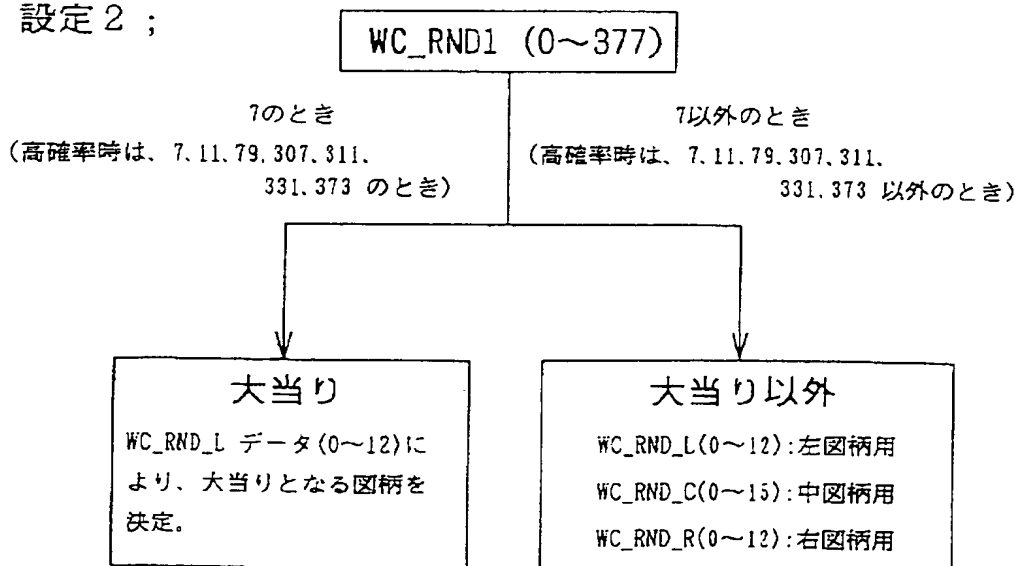 設定2;
WC_RND1 (0～377)
7のとき
(高確率時は、7.11.79.307.311.
331.373 のとき)
7以外のとき
(高確率時は、7.11.79.307.311.
331.373 以外のとき)
大当り
WC_RND_L データ(0～12)に
より、大当りとなる図柄を
決定。
大当り以外
WC_RND_L(0～12):左図柄用
WC_RND_C(0～15):中図柄用
WC_RND_R(0～12):右図柄用